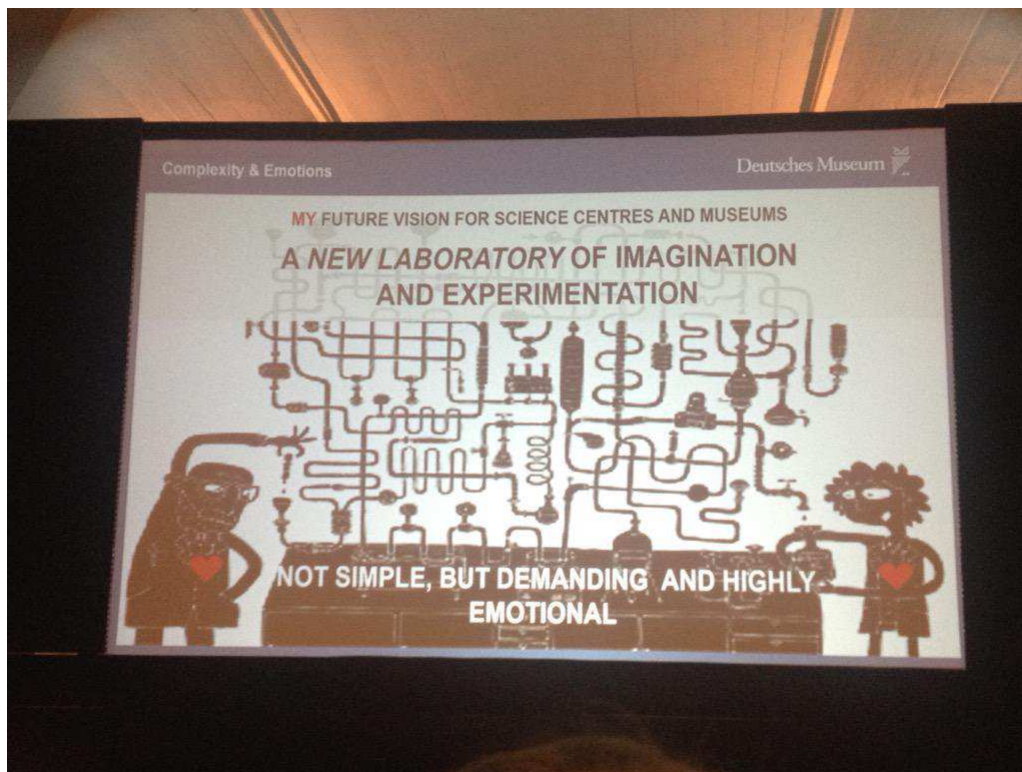 Complexity & Emotions
Deutsches Museum
MY FUTURE VISION FOR SCIENCE CENTRES AND MUSEUMS
A NEW LABORATORY OF IMAGINATION
AND EXPERIMENTATION
NOT SIMPLE, BUT DEMANDING AND HIGHLY
EMOTIONAL